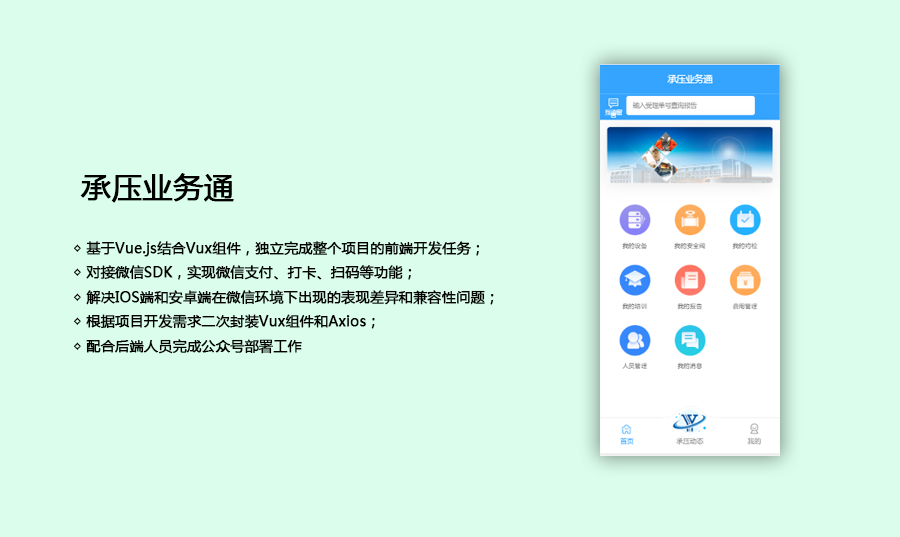 承压业务通
基于Vue.js结合Vux组件，独立完成整个项目的前端开发任务；
对接微信SDK，实现微信支付、打卡、扫码等功能；
解决IOS端和安卓端在微信环境下出现的表现差异和兼容性问题；
根据项目开发需求二次封装Vux组件和Axios；
配合后端人员完成公众号部署工作
承压业务通
输入受理单号查询报告
我的设备 我的安全阀 我的约检
我的培训 我的报告 费用管理
人员管理 我的消息
首页 承压动态 我的